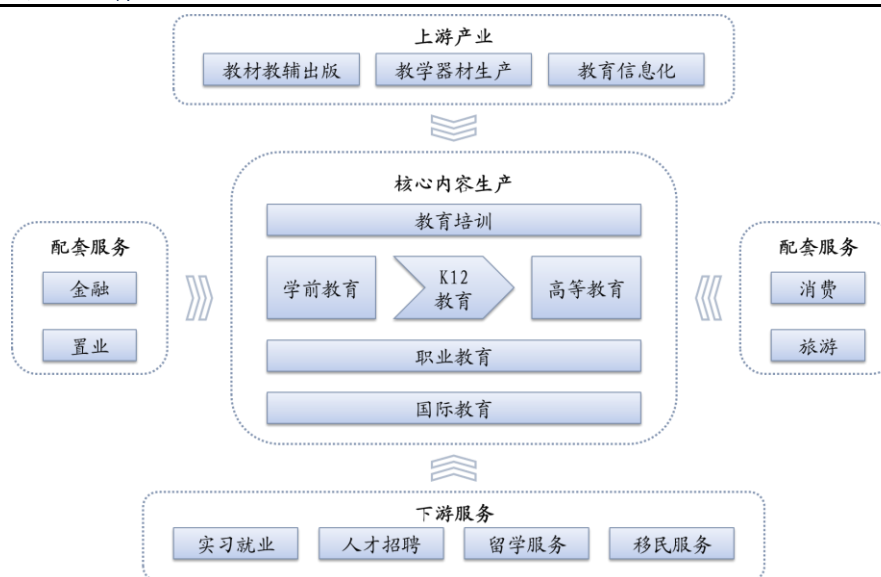 上游产业
教材教辅出版 教学器材生产 教育信息化
核心内容生产
教育培训
学前教育 K12 教育 高等教育
职业教育
国际教育
配套服务
金融
置业
配套服务
消费
旅游
下游服务
实习就业 人才招聘 留学服务 移民服务